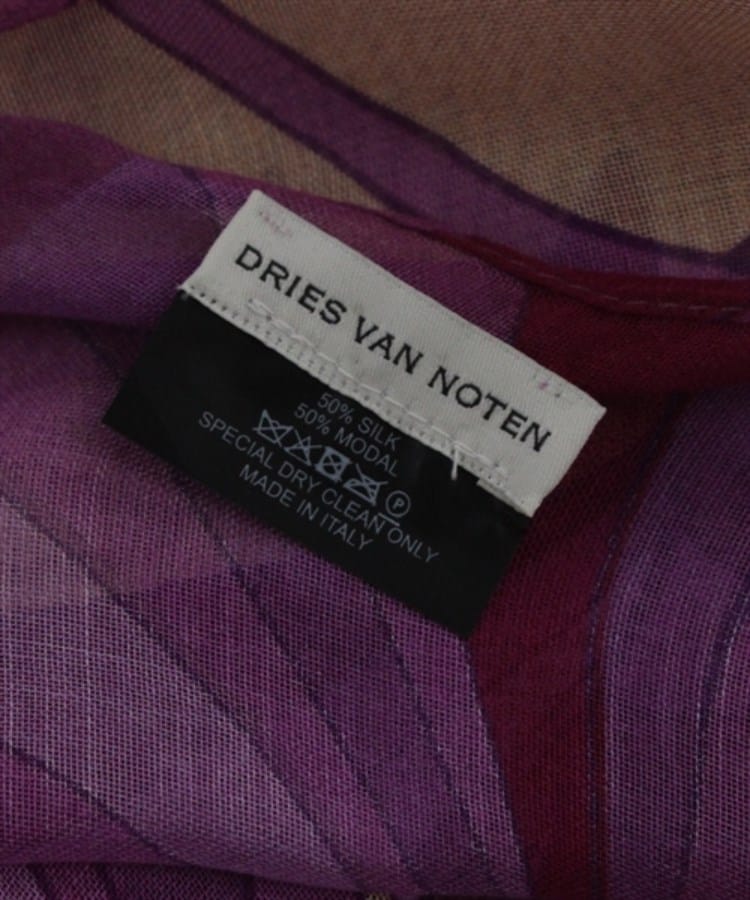 DRIES VAN NOTEN
50% SILK
50% MODAL
P
SPECIAL DRY CLEAN ONLY
MADE IN ITALY